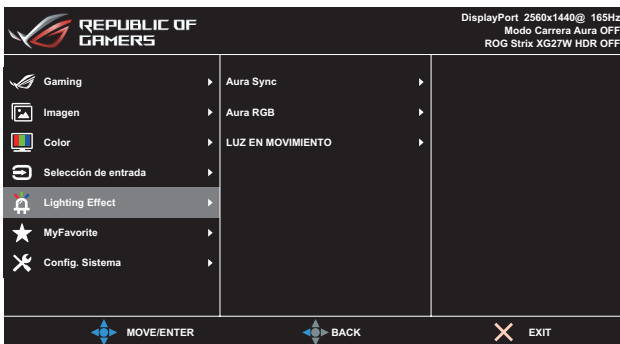 REPUBLIC OF
GAMERS
DisplayPort 2560x1440@ 165Hz
Modo Carrera Aura OFF
ROG Strix XG27W HDR OFF
Gaming
Imagen
Color
Selección de entrada
Lighting Effect
MyFavorite
Config. Sistema
Aura Sync
Aura RGB
LUZ EN MOVIMIENTO
MOVE/ENTER
BACK
EXIT